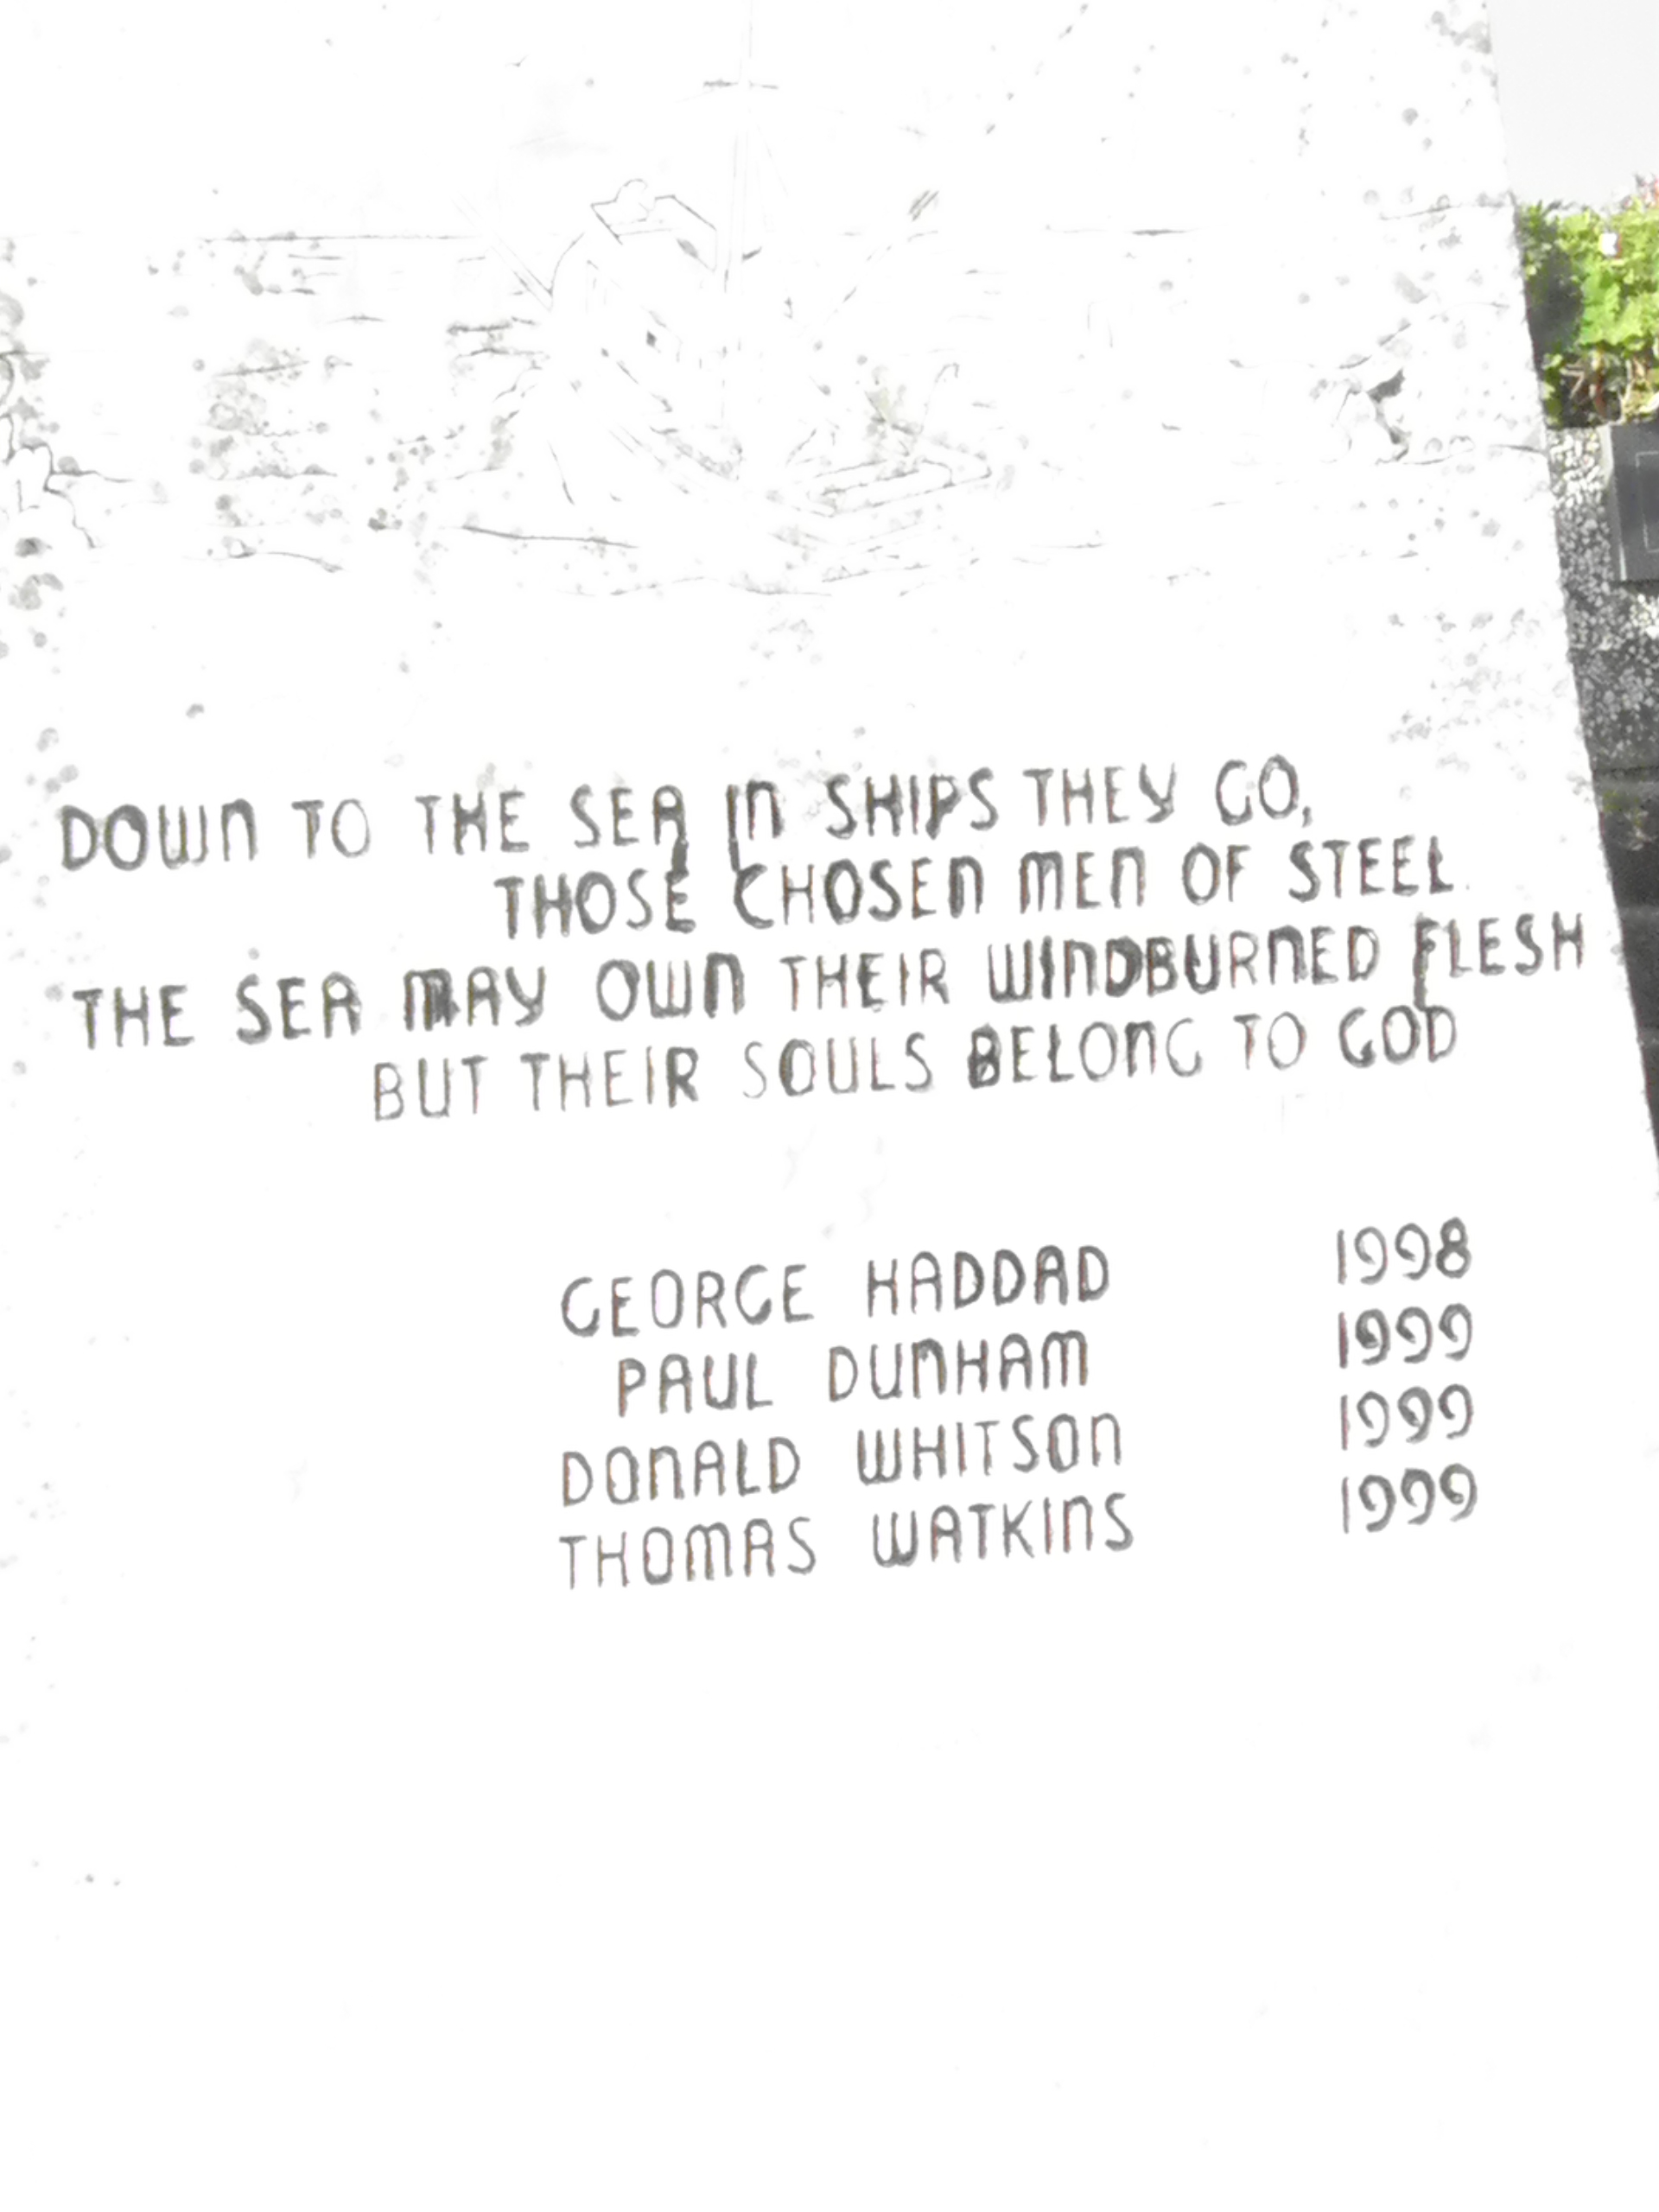 DOWN TO THE SEA IN SHIPS THEY GO,
THOSE CHOSEN MEN OF STEEL
THE SEA MAY OWN THEIR WINDBURNED FLESH
BUT THEIR SOULS BELONG TO GOD
GEORGE HADDAD 1998
PAUL DUNHAM 1999
DONALD WHITSON 1999
THOMAS WATKINS 1999